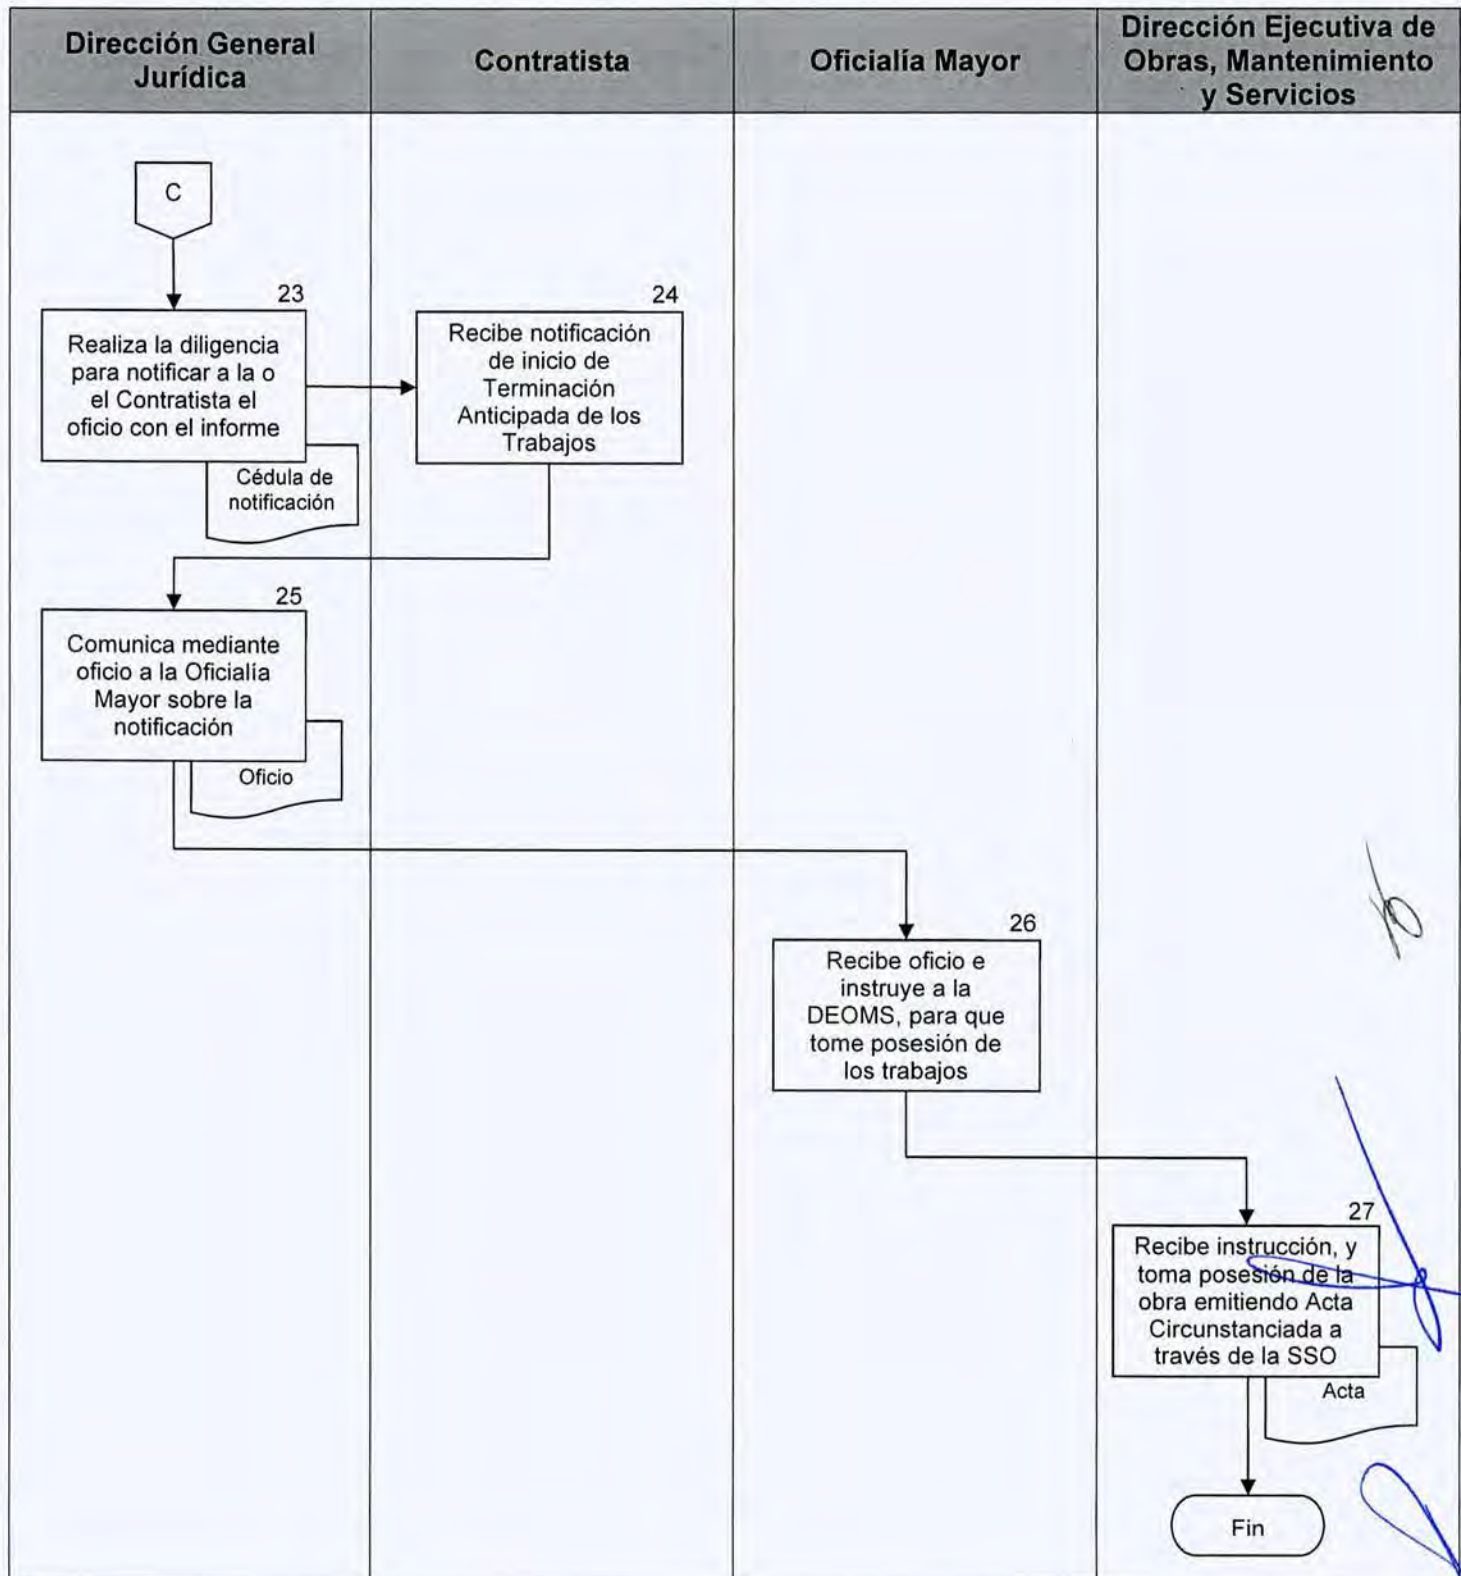 Dirección General
Jurídica
Contratista
Oficialía Mayor
Dirección Ejecutiva de
Obras, Mantenimiento
y Servicios
C
23
Realiza la diligencia
para notificar a la o
el Contratista el
oficio con el informe
Cédula de
notificación
24
Recibe notificación
de inicio de
Terminación
Anticipada de los
Trabajos
25
Comunica mediante
oficio a la Oficialía
Mayor sobre la
notificación
Oficio
26
Recibe oficio e
instruye a la
DEOMS, para que
tome posesión de
los trabajos
27
Recibe instrucción, y
toma posesión de la
obra emitiendo Acta
Circunstanciada a
través de la SSO
Acta
Fin